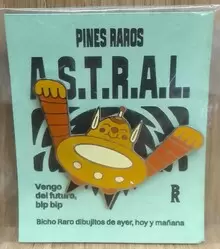 PINES RAROS
A.S.T.R.A.L.
Vengo
del futuro,
bip bip
BR
Bicho Raro dibujitos de ayer, hoy y mañana